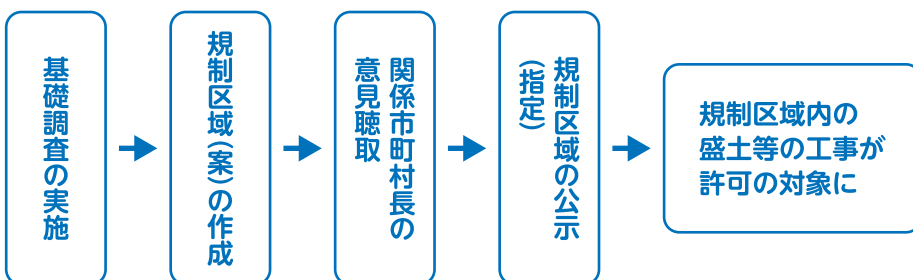 基礎調査の実施
規制区域(案)の作成
関係市町村長の
意見聴取
規制区域の公示
(指定)
規制区域内の
盛土等の工事が
許可の対象に